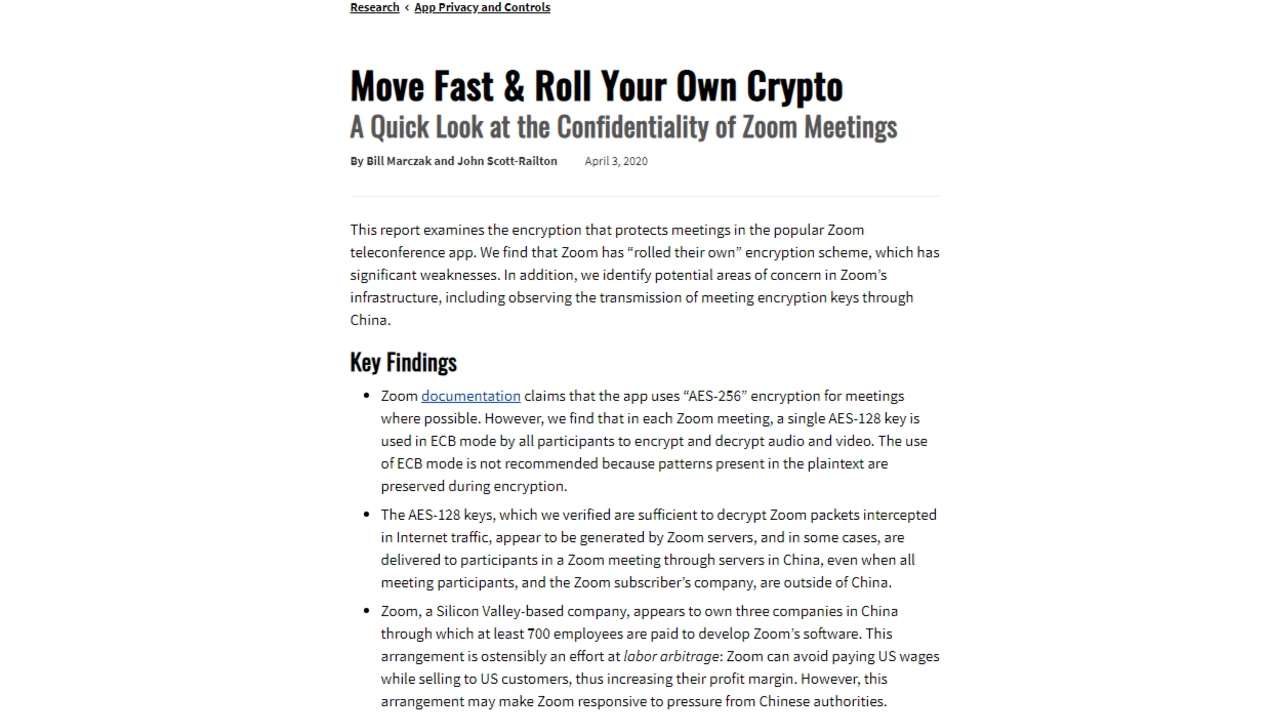 Research < App Privacy and Controls
Move Fast & Roll Your Own Crypto
A Quick Look at the Confidentiality of Zoom Meetings
By Bill Marczak and John Scott-Railton April 3, 2020
This report examines the encryption that protects meetings in the popular Zoom
teleconference app. We find that Zoom has “rolled their own” encryption scheme, which has
significant weaknesses. In addition, we identify potential areas of concern in Zoom’s
infrastructure, including observing the transmission of meeting encryption keys through
China.
Key Findings
• Zoom documentation claims that the app uses “AES-256” encryption for meetings
where possible. However, we find that in each Zoom meeting, a single AES-128 key is
used in ECB mode by all participants to encrypt and decrypt audio and video. The use
of ECB mode is not recommended because patterns present in the plaintext are
preserved during encryption.
• The AES-128 keys, which we verified are sufficient to decrypt Zoom packets intercepted
in Internet traffic, appear to be generated by Zoom servers, and in some cases, are
delivered to participants in a Zoom meeting through servers in China, even when all
meeting participants, and the Zoom subscriber’s company, are outside of China.
• Zoom, a Silicon Valley-based company, appears to own three companies in China
through which at least 700 employees are paid to develop Zoom’s software. This
arrangement is ostensibly an effort at labor arbitrage: Zoom can avoid paying US wages
while selling to US customers, thus increasing their profit margin. However, this
arrangement may make Zoom responsive to pressure from Chinese authorities.